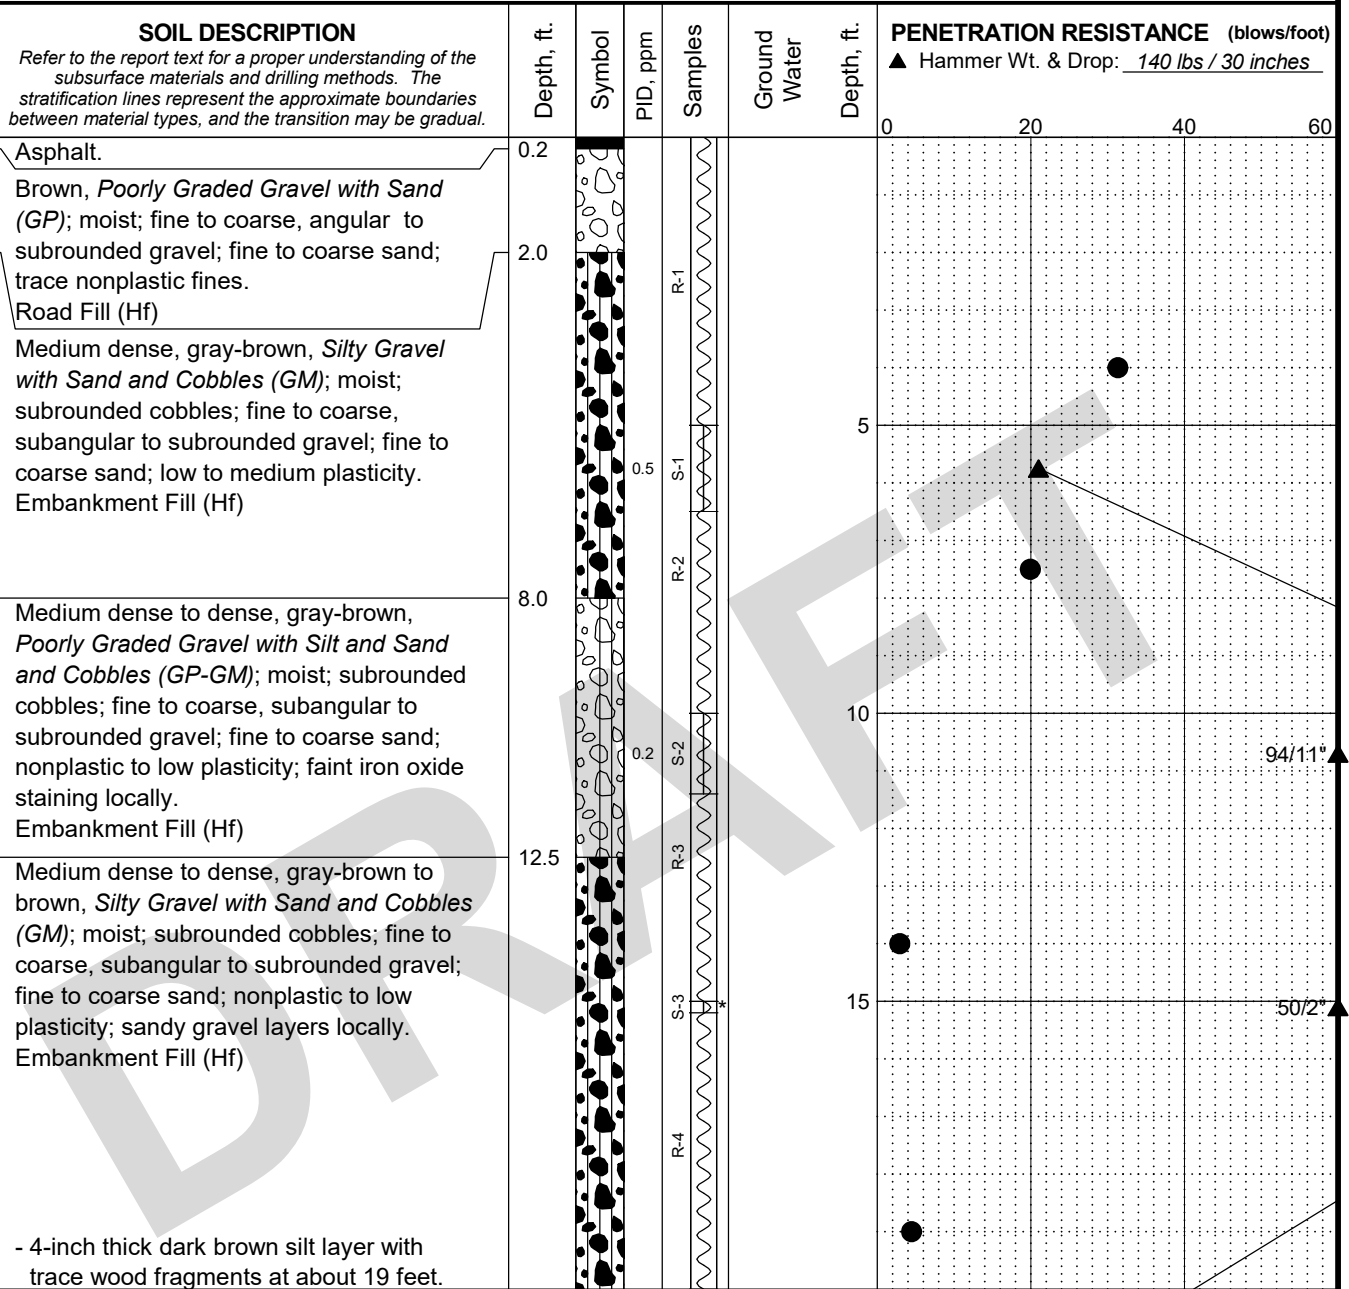 SOIL DESCRIPTION
Refer to the report text for a proper understanding of the
subsurface materials and drilling methods. The
stratification lines represent the approximate boundaries
between material types, and the transition may be gradual.
Depth, ft.
Symbol
PID, ppm
Samples
Ground
Water
Depth, ft.
PENETRATION RESISTANCE (blows/foot)
▲ Hammer Wt. & Drop: 140 lbs / 30 inches
0 20 40 60
Asphalt.
0.2
Brown, Poorly Graded Gravel with Sand
(GP); moist; fine to coarse, angular to
subrounded gravel; fine to coarse sand;
trace nonplastic fines.
Road Fill (Hf)
2.0
R-1
Medium dense, gray-brown, Silty Gravel
with Sand and Cobbles (GM); moist;
subrounded cobbles; fine to coarse,
subangular to subrounded gravel; fine to
coarse sand; low to medium plasticity.
Embankment Fill (Hf)
5
0.5
S-1
R-2
8.0
Medium dense to dense, gray-brown,
Poorly Graded Gravel with Silt and Sand
and Cobbles (GP-GM); moist; subrounded
cobbles; fine to coarse, subangular to
subrounded gravel; fine to coarse sand;
nonplastic to low plasticity; faint iron oxide
staining locally.
Embankment Fill (Hf)
10
0.2
S-2
94/11"
12.5
R-3
Medium dense to dense, gray-brown to
brown, Silty Gravel with Sand and Cobbles
(GM); moist; subrounded cobbles; fine to
coarse, subangular to subrounded gravel;
fine to coarse sand; nonplastic to low
plasticity; sandy gravel layers locally.
Embankment Fill (Hf)
S-3
*
15
50/2"
R-4
- 4-inch thick dark brown silt layer with
trace wood fragments at about 19 feet.
DRAFT